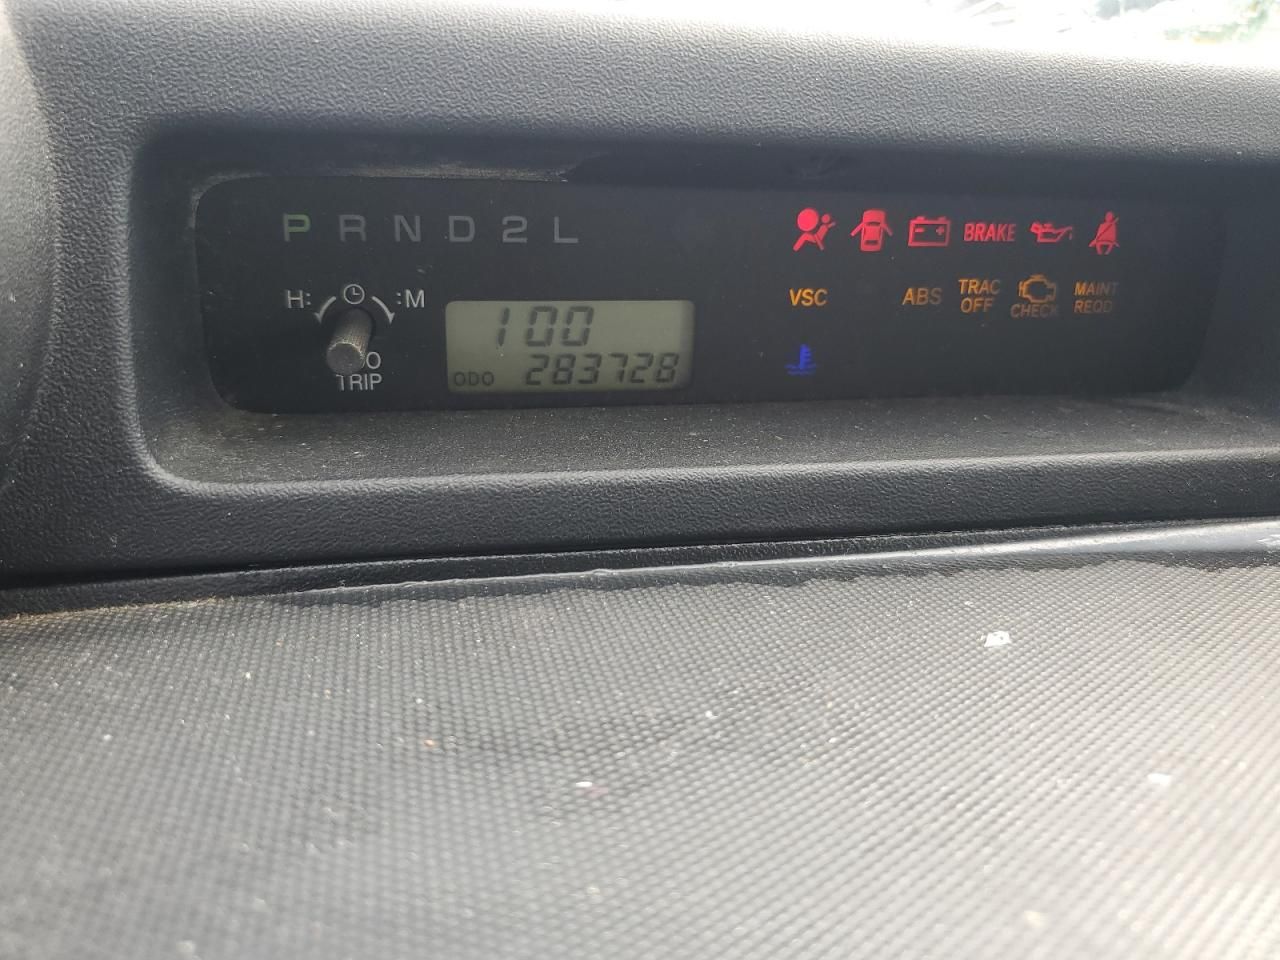 P R N D 2 L
BRAKE
H: :M
VSC ABS TRAC OFF CHECK MAINT REQD
100
ODO 283728
TRIP